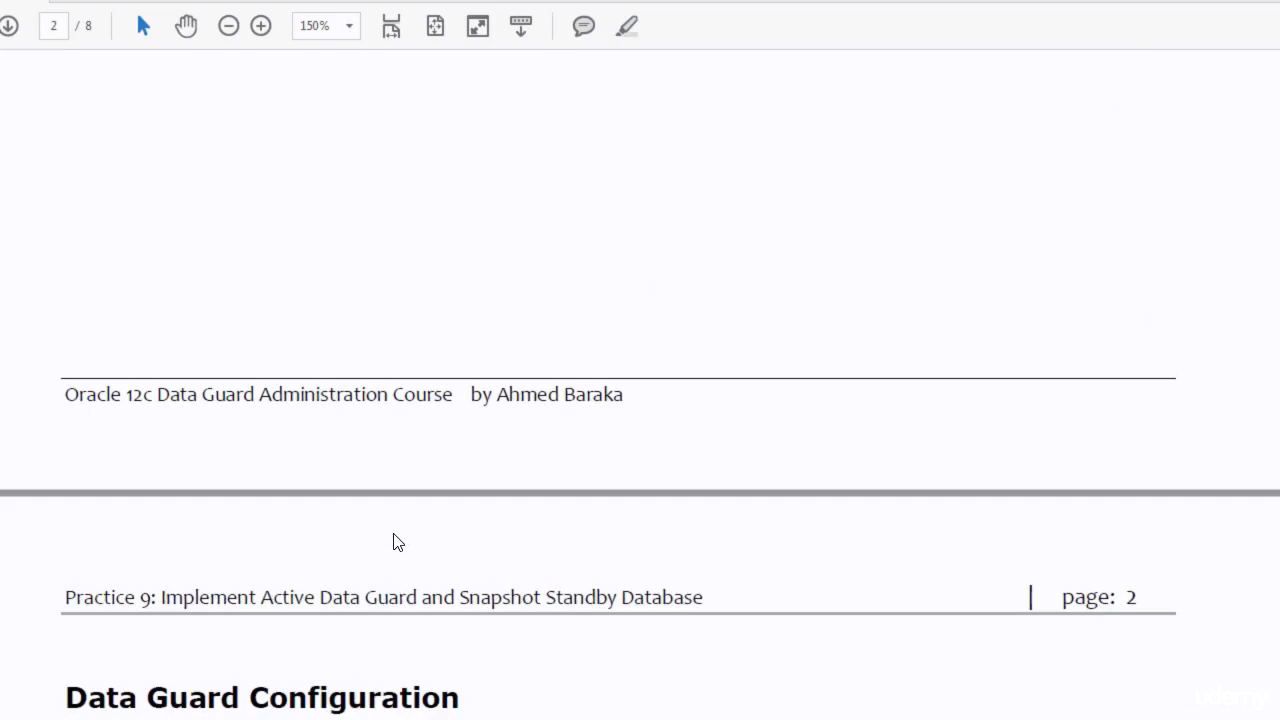 2 / 8 150%
Oracle 12c Data Guard Administration Course by Ahmed Baraka
Practice 9: Implement Active Data Guard and Snapshot Standby Database | page: 2
Data Guard Configuration
udemy